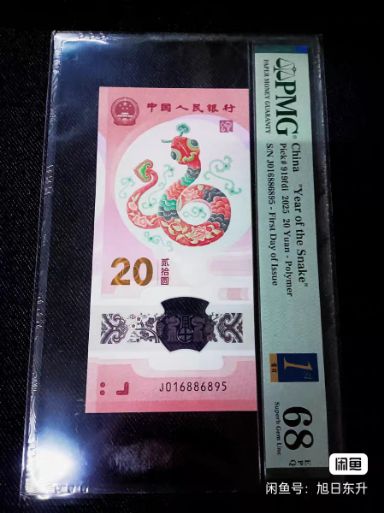 中国人民银行
20
贰拾圆
J016886895
PMG
PAPER MONEY GUARANTY
China "Year of the Snake"
Pick# 919(d) 2025 20 Yuan - Polymer
S/N J016886895 - First Day of Issue
1
68
E
P
Q
Superb Gem Unc
闲鱼
闲鱼号：旭日东升